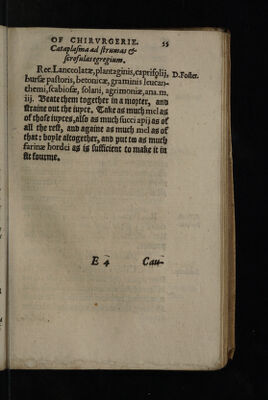 OF CHIRVRGERIE. 55
Cataplasma ad strumas &
scrofulas egregium.
Rec. Lanceolatæ, plantaginis, caprifolij, D. Foster.
bursæ pastoris, betonicæ, graminis leucan-
themi, scabiosæ, solani, agrimoniæ, ana. m.
iij. Beate them together in a morter, and
straine out the iuyce. Take as much mel as
of those iuyces, also as much succi apij as of
all the rest, and againe as much mel as of
that: boyle altogether, and put in as much
farinæ hordei as is sufficient to make it in
fit fourme.
E 4 Cau-